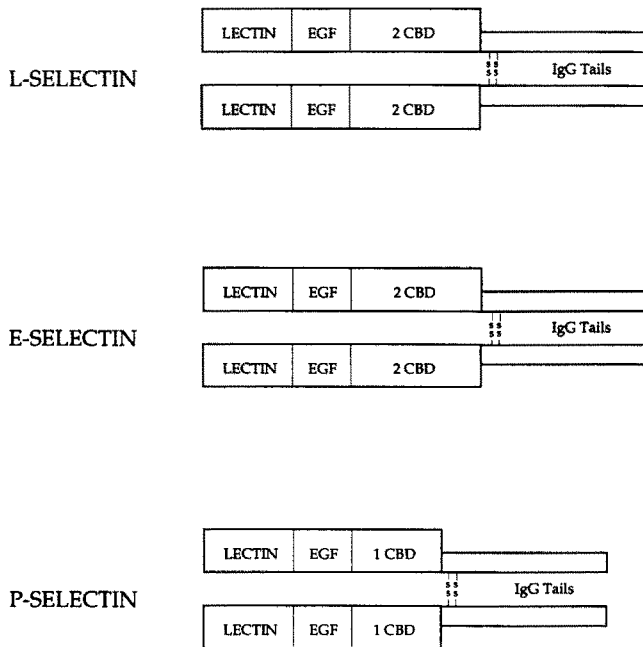 LECTIN EGF 2 CBD
L-SELECTIN
S S
S S
IgG Tails
LECTIN EGF 2 CBD
LECTIN EGF 2 CBD
E-SELECTIN
S S
S S
IgG Tails
LECTIN EGF 2 CBD
LECTIN EGF 1 CBD
P-SELECTIN
S S
S S
IgG Tails
LECTIN EGF 1 CBD